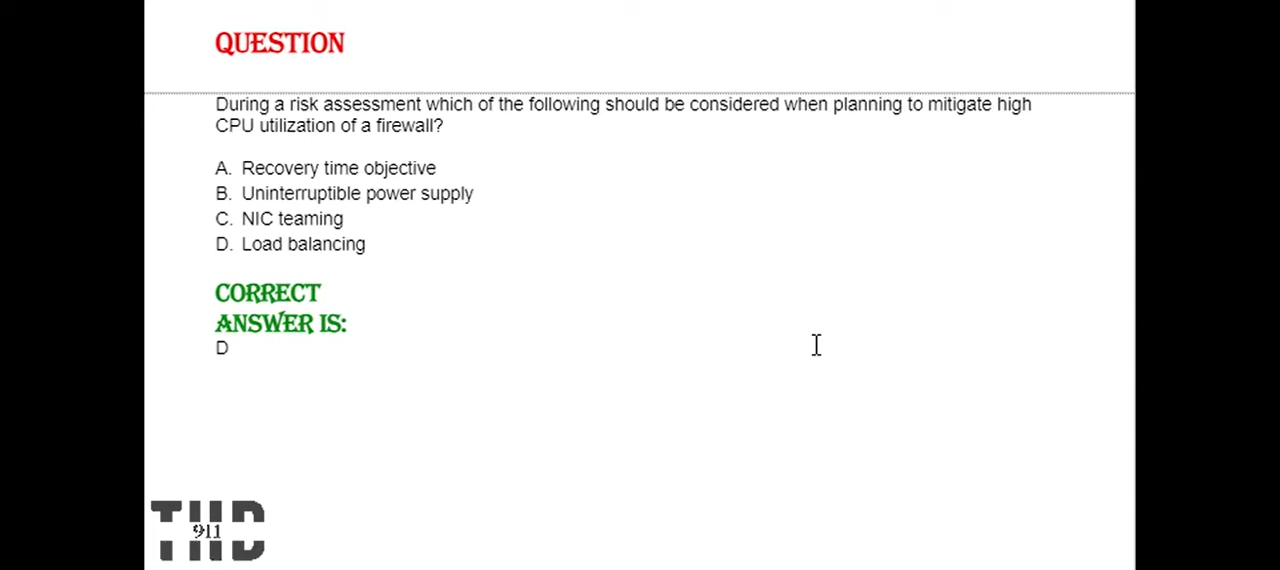 QUESTION
During a risk assessment which of the following should be considered when planning to mitigate high
CPU utilization of a firewall?
A. Recovery time objective
B. Uninterruptible power supply
C. NIC teaming
D. Load balancing
CORRECT
ANSWER IS:
D
THD
911